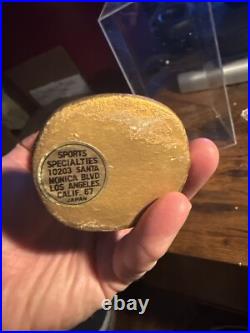 SPORTS
SPECIALTIES
10203 SANTA
MONICA BLVD
LOS ANGELES
CALIF. 67
JAPAN